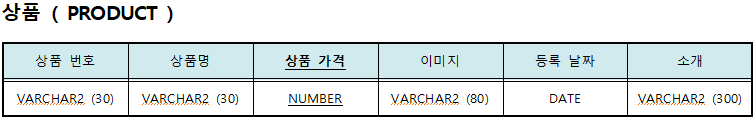 상품 ( PRODUCT )
상품 번호 상품명 상품 가격 이미지 등록 날짜 소개
VARCHAR2 (30) VARCHAR2 (30) NUMBER VARCHAR2 (80) DATE VARCHAR2 (300)